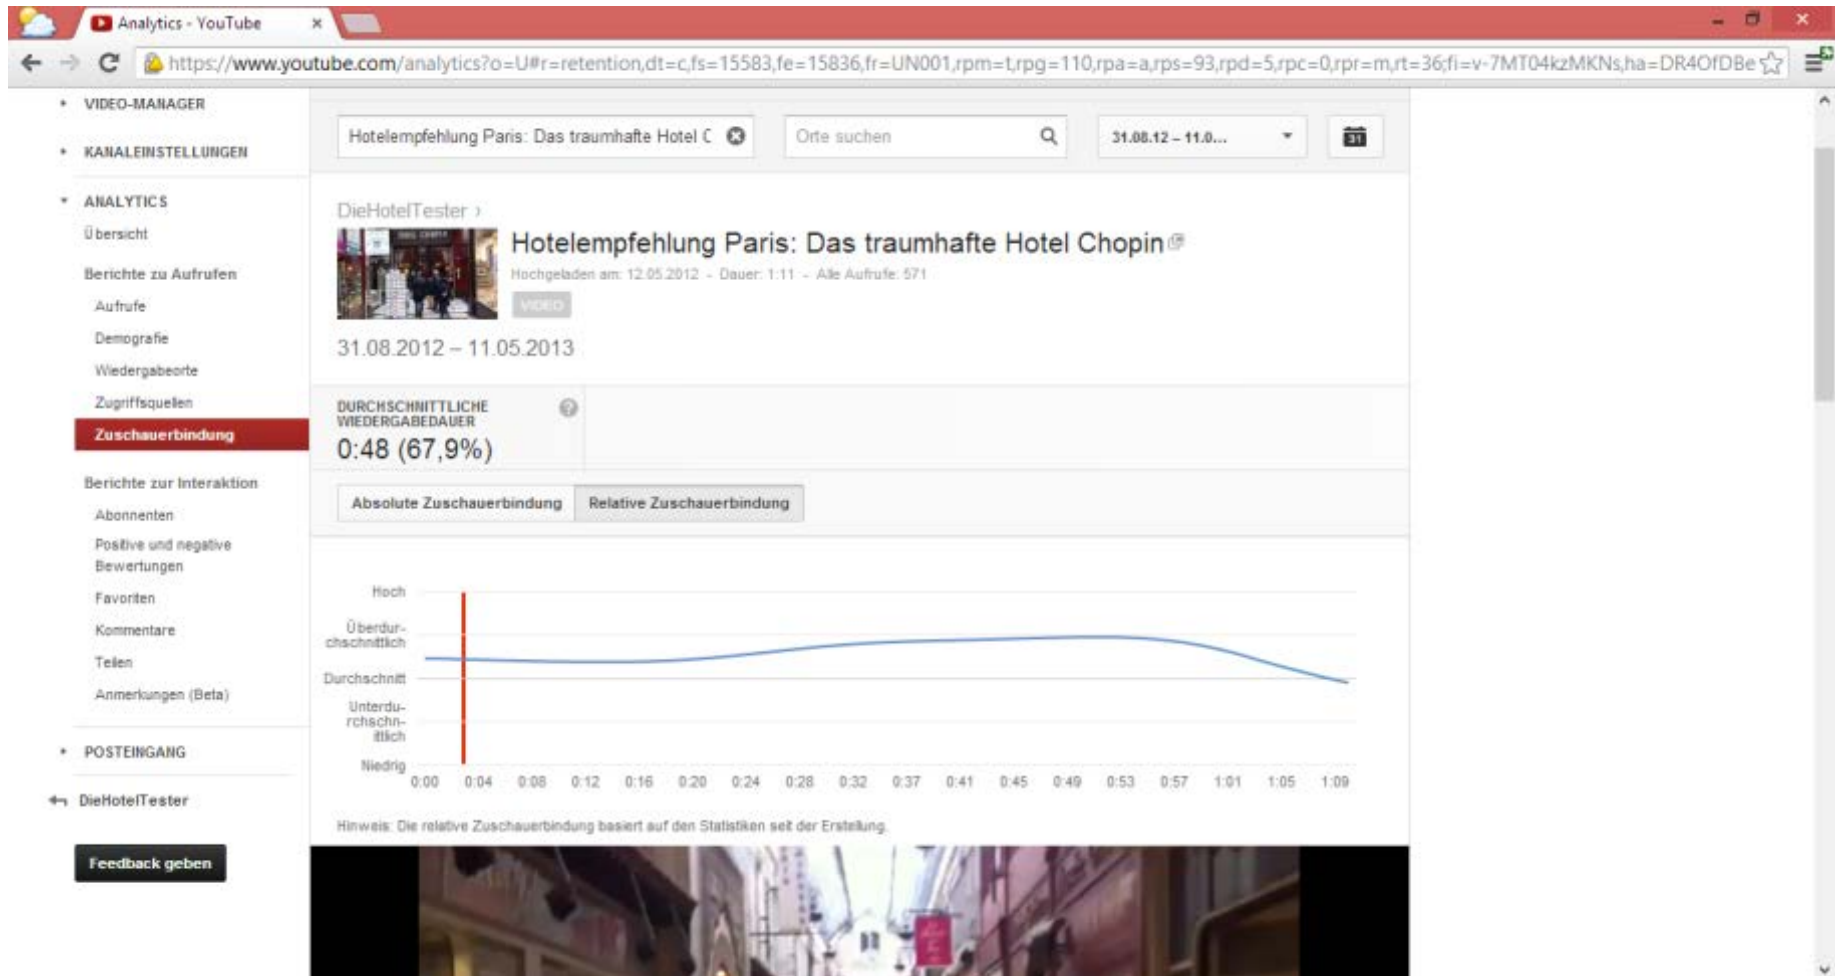 Analytics - YouTube
https://www.youtube.com/analytics?o=U#r=retention,dt=c,fs=15583,fe=15836,fr=UN001,rpm=t,rpg=110,rpa=a,rps=93,rpd=5,rpc=0,rpr=m,rt=36;fi=v-7MT04kzMKNs,ha=DR4OfDBe
VIDEO-MANAGER
KANALEINSTELLUNGEN
ANALYTICS
Übersicht
Berichte zu Aufrufen
Aufrufe
Demografie
Wiedergabeorte
Zugriffsquellen
Zuschauerbindung
Berichte zur Interaktion
Abonnenten
Positive und negative
Bewertungen
Favoriten
Kommentare
Teilen
Anmerkungen (Beta)
POSTEINGANG
DieHotelTester
Feedback geben
Hotelempfehlung Paris: Das traumhafte Hotel C
Orte suchen
31.08.12 – 11.0...
31
DieHotelTester ›
Hotelempfehlung Paris: Das traumhafte Hotel Chopin
Hochgeladen am: 12.05.2012 - Dauer: 1:11 - Alle Aufrufe: 571
VIDEO
31.08.2012 – 11.05.2013
DURCHSCHNITTLICHE
WIEDERGABEDAUER
?
0:48 (67,9%)
Absolute Zuschauerbindung
Relative Zuschauerbindung
Hoch
Überdur-
chschnittlich
Durchschnitt
Unterdu-
rchschn-
ittlich
Niedrig
0:00 0:04 0:08 0:12 0:16 0:20 0:24 0:28 0:32 0:37 0:41 0:45 0:49 0:53 0:57 1:01 1:05 1:09
Hinweis: Die relative Zuschauerbindung basiert auf den Statistiken seit der Erstellung.